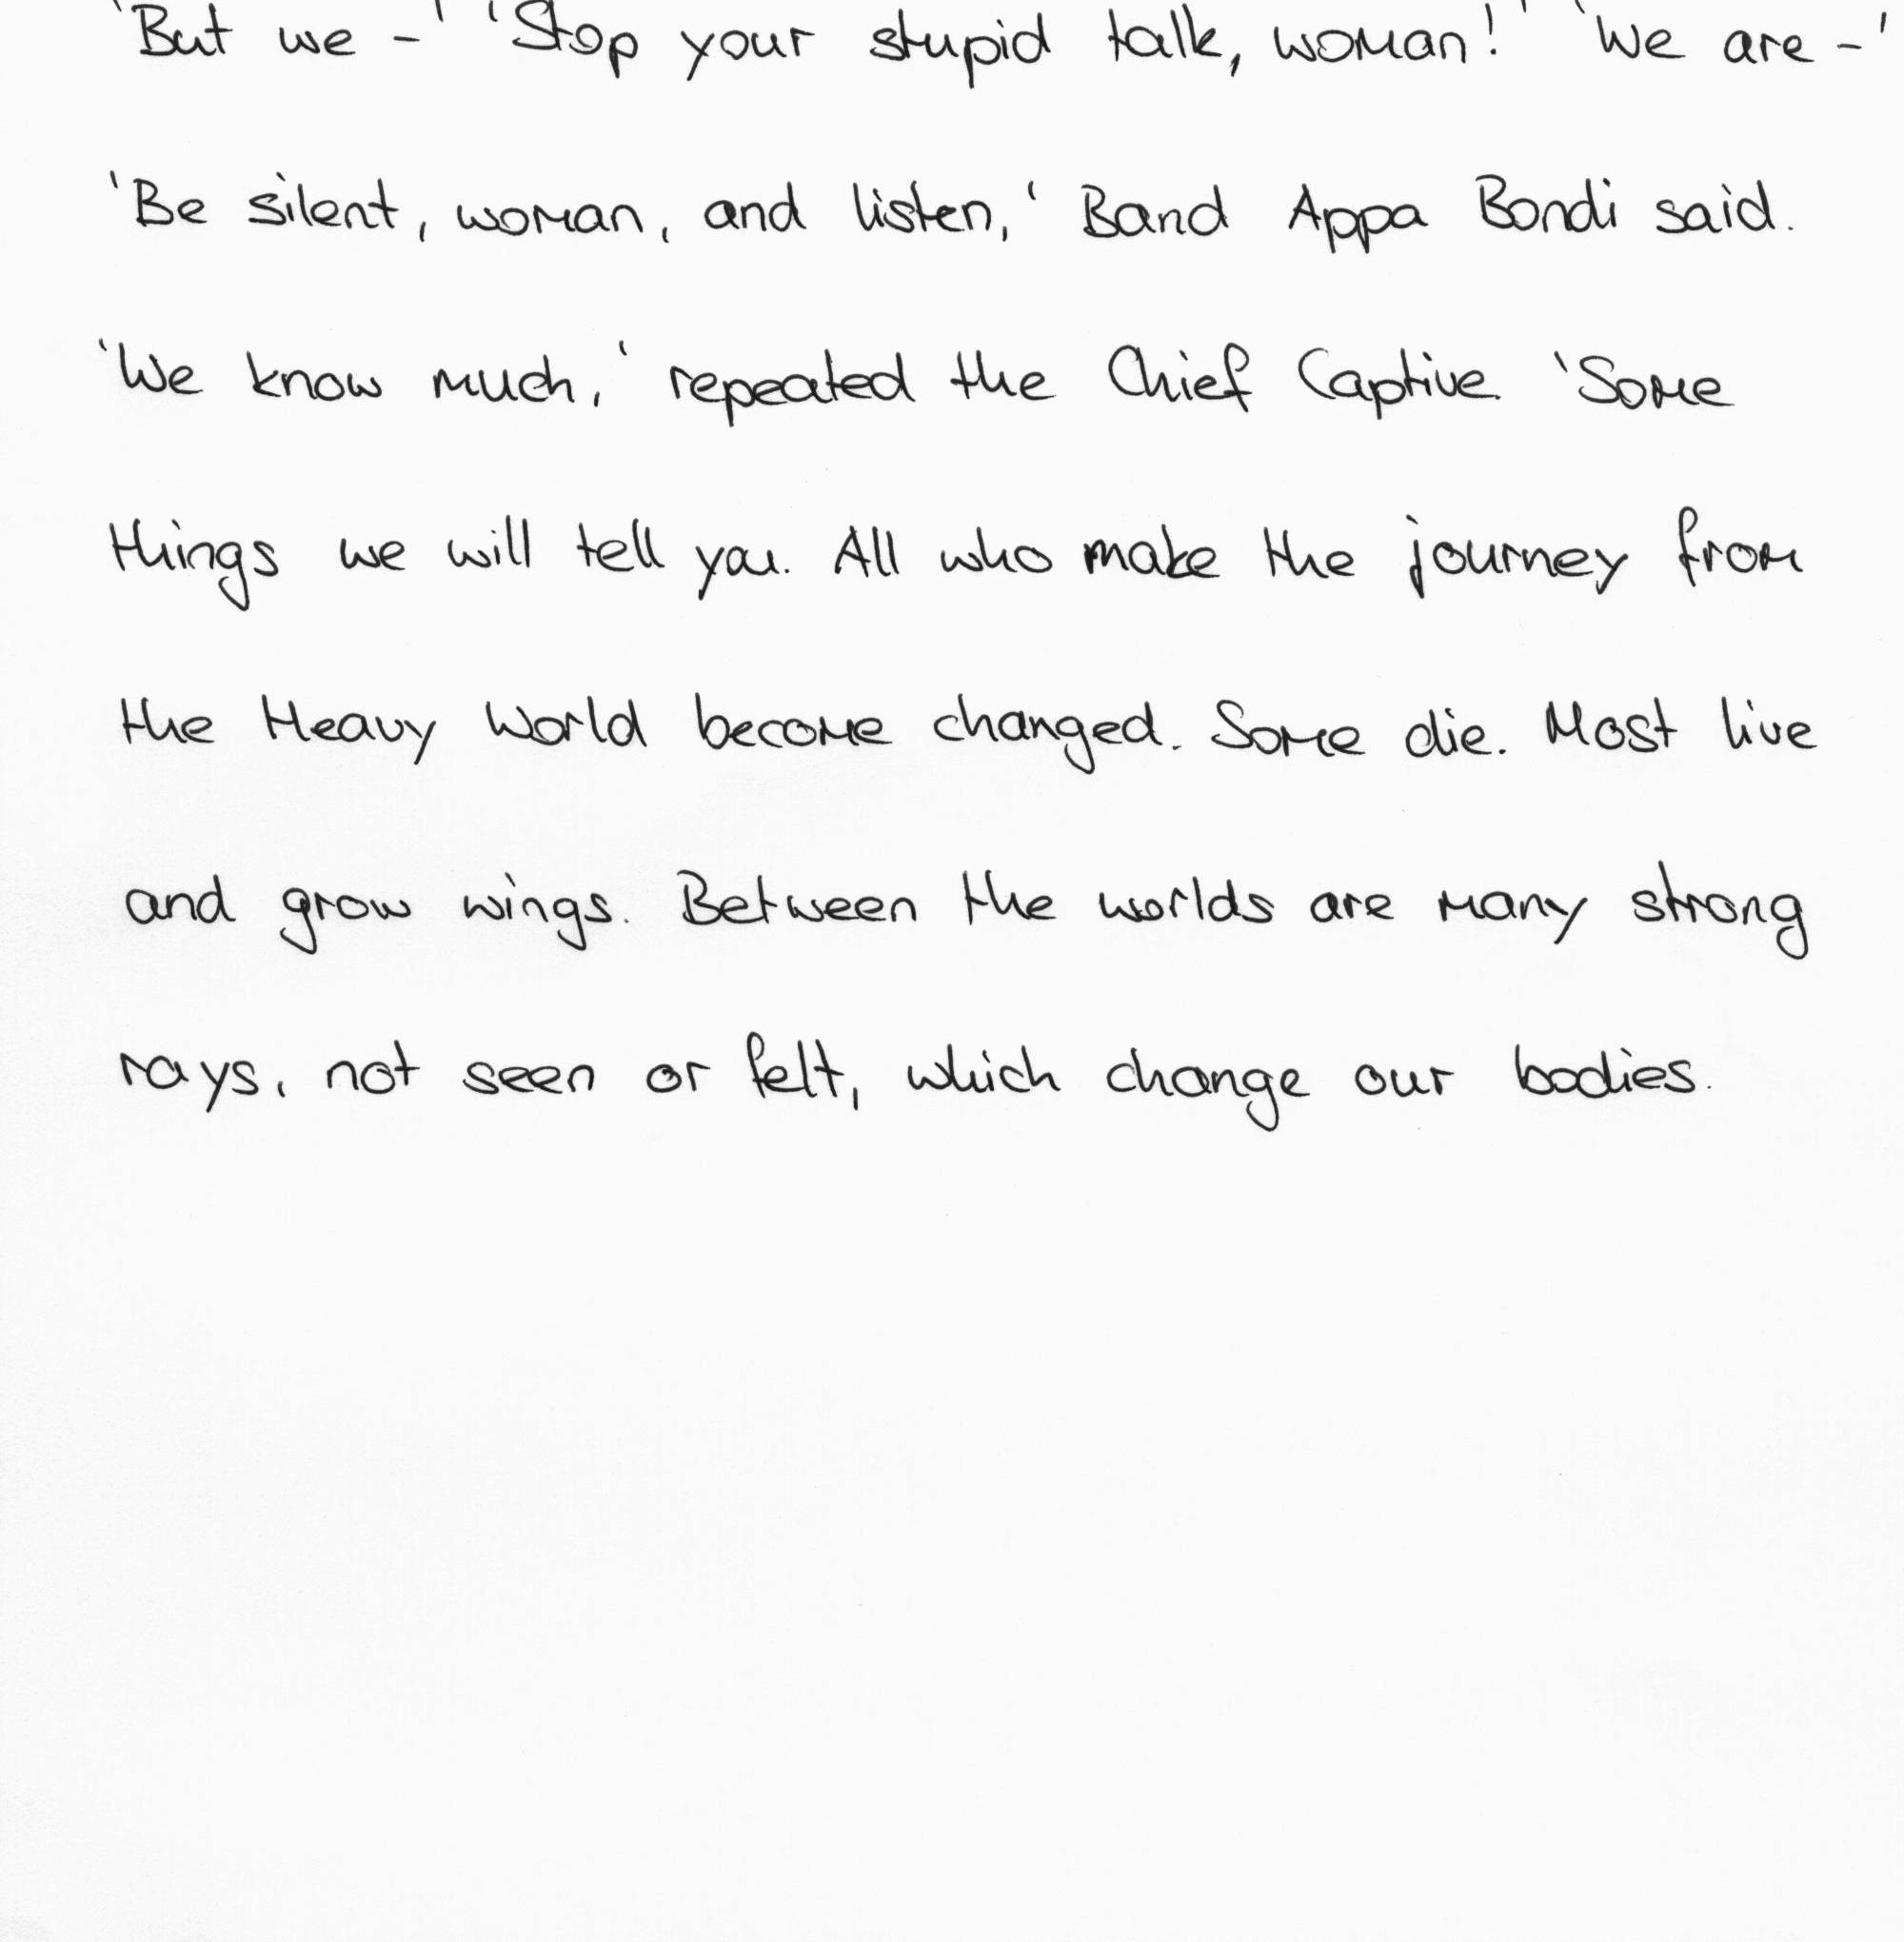 'But we -' 'Stop your stupid talk, woman!' 'We are -'
'Be silent, woman, and listen,' Band Appa Bondi said.
'We know much,' repeated the Chief Captive. 'Some
things we will tell you. All who make the journey from
the Heavy World become changed. Some die. Most live
and grow wings. Between the worlds are many strong
rays, not seen or felt, which change our bodies.